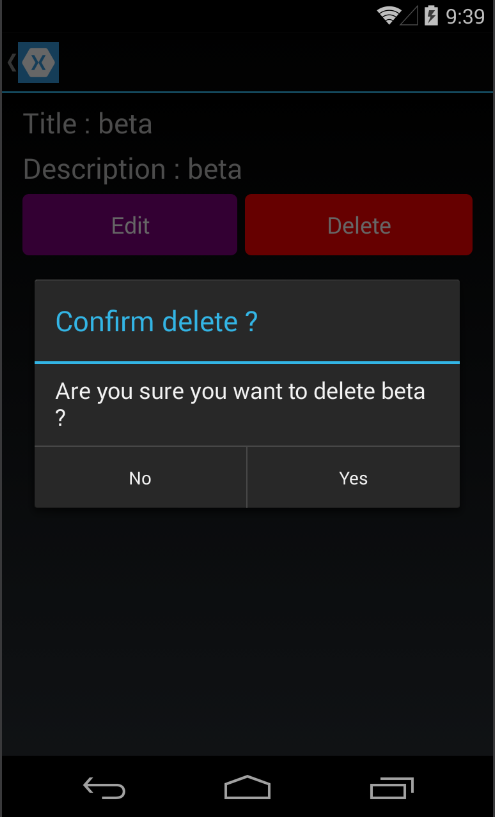 9:39
Title : beta
Description : beta
Edit
Delete
Confirm delete ?
Are you sure you want to delete beta
?
No
Yes